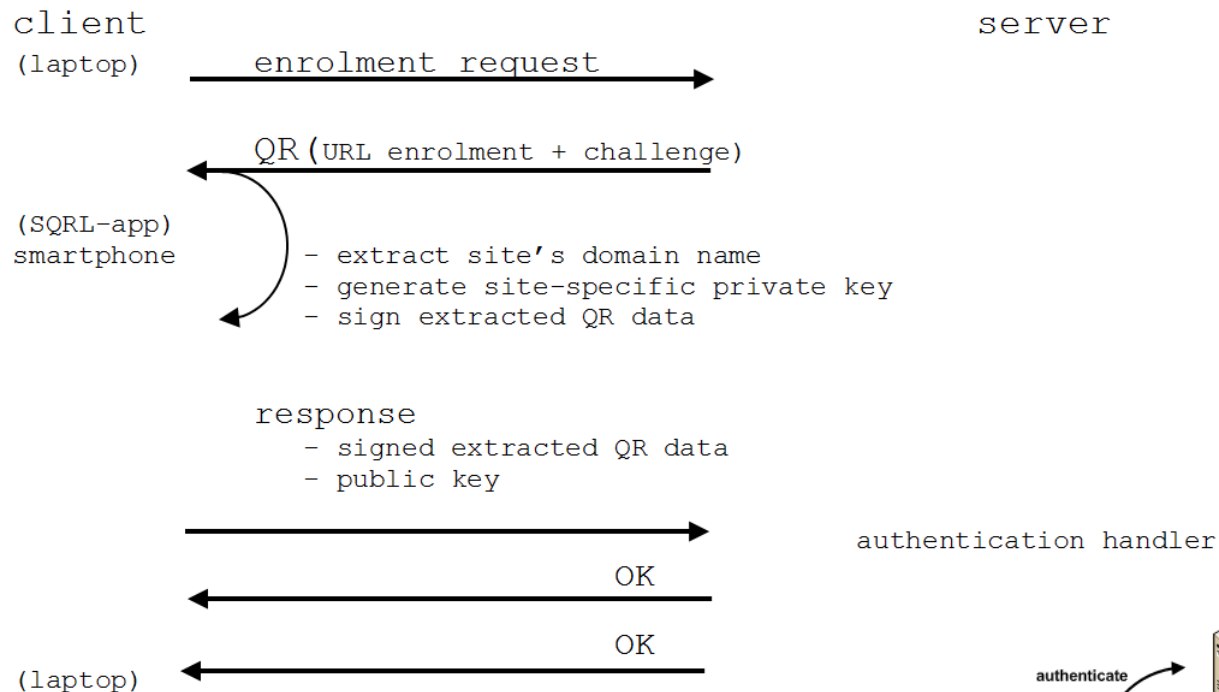 client server
(laptop) enrolment request
QR(URL enrolment + challenge)
(SQRL-app)
smartphone - extract site’s domain name
- generate site-specific private key
- sign extracted QR data
response
- signed extracted QR data
- public key
authentication handler
OK
OK
(laptop) authenticate